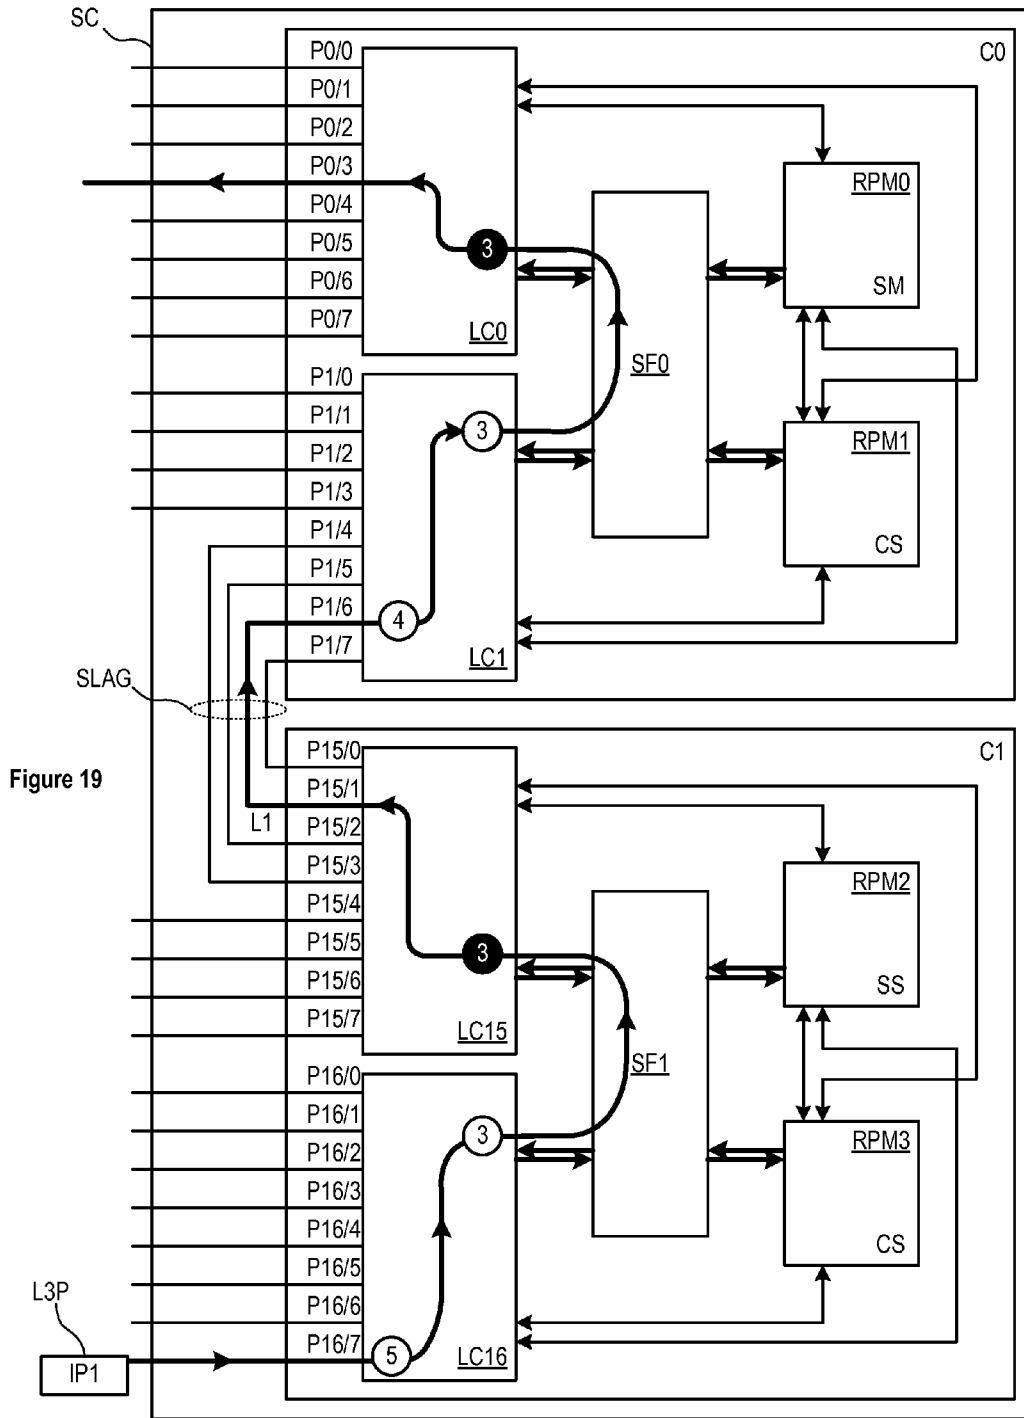 SC
C0
P0/0
P0/1
P0/2
P0/3
P0/4
P0/5
P0/6
P0/7
3
LC0
SF0
RPM0
SM
P1/0
P1/1
P1/2
P1/3
P1/4
P1/5
P1/6
P1/7
3
4
LC1
RPM1
CS
SLAG
Figure 19
C1
P15/0
P15/1
L1
P15/2
P15/3
P15/4
P15/5
P15/6
P15/7
3
LC15
SF1
RPM2
SS
P16/0
P16/1
P16/2
P16/3
P16/4
P16/5
P16/6
P16/7
3
5
LC16
RPM3
CS
L3P
IP1